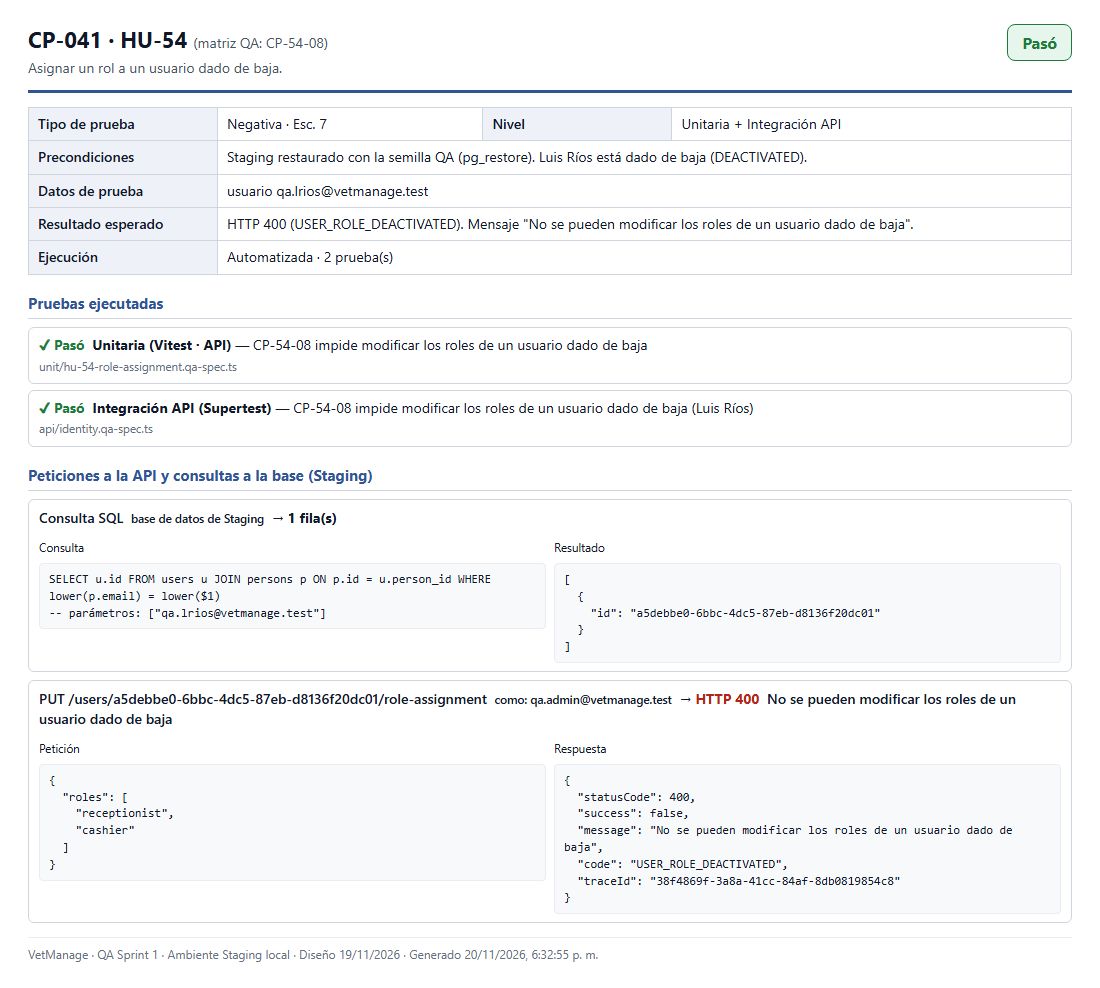 CP-041 · HU-54 (matriz QA: CP-54-08)
Pasó
Asignar un rol a un usuario dado de baja.
Tipo de prueba Negativa · Esc. 7 Nivel Unitaria + Integración API
Precondiciones Staging restaurado con la semilla QA (pg_restore). Luis Ríos está dado de baja (DEACTIVATED).
Datos de prueba usuario qa.lrios@vetmanage.test
Resultado esperado HTTP 400 (USER_ROLE_DEACTIVATED). Mensaje "No se pueden modificar los roles de un usuario dado de baja".
Ejecución Automatizada · 2 prueba(s)
Pruebas ejecutadas
✓ Pasó Unitaria (Vitest · API) — CP-54-08 impide modificar los roles de un usuario dado de baja
unit/hu-54-role-assignment.qa-spec.ts
✓ Pasó Integración API (Supertest) — CP-54-08 impide modificar los roles de un usuario dado de baja (Luis Ríos)
api/identity.qa-spec.ts
Peticiones a la API y consultas a la base (Staging)
Consulta SQL base de datos de Staging → 1 fila(s)
Consulta
SELECT u.id FROM users u JOIN persons p ON p.id = u.person_id WHERE
lower(p.email) = lower($1)
-- parámetros: ["qa.lrios@vetmanage.test"]
Resultado
[
{
"id": "a5debbe0-6bbc-4dc5-87eb-d8136f20dc01"
}
]
PUT /users/a5debbe0-6bbc-4dc5-87eb-d8136f20dc01/role-assignment como: qa.admin@vetmanage.test → HTTP 400 No se pueden modificar los roles de un
usuario dado de baja
Petición
{
"roles": [
"receptionist",
"cashier"
]
}
Respuesta
{
"statusCode": 400,
"success": false,
"message": "No se pueden modificar los roles de un usuario dado de
baja",
"code": "USER_ROLE_DEACTIVATED",
"traceId": "38f4869f-3a8a-41cc-84af-8db0819854c8"
}
VetManage · QA Sprint 1 · Ambiente Staging local · Diseño 19/11/2026 · Generado 20/11/2026, 6:32:55 p. m.